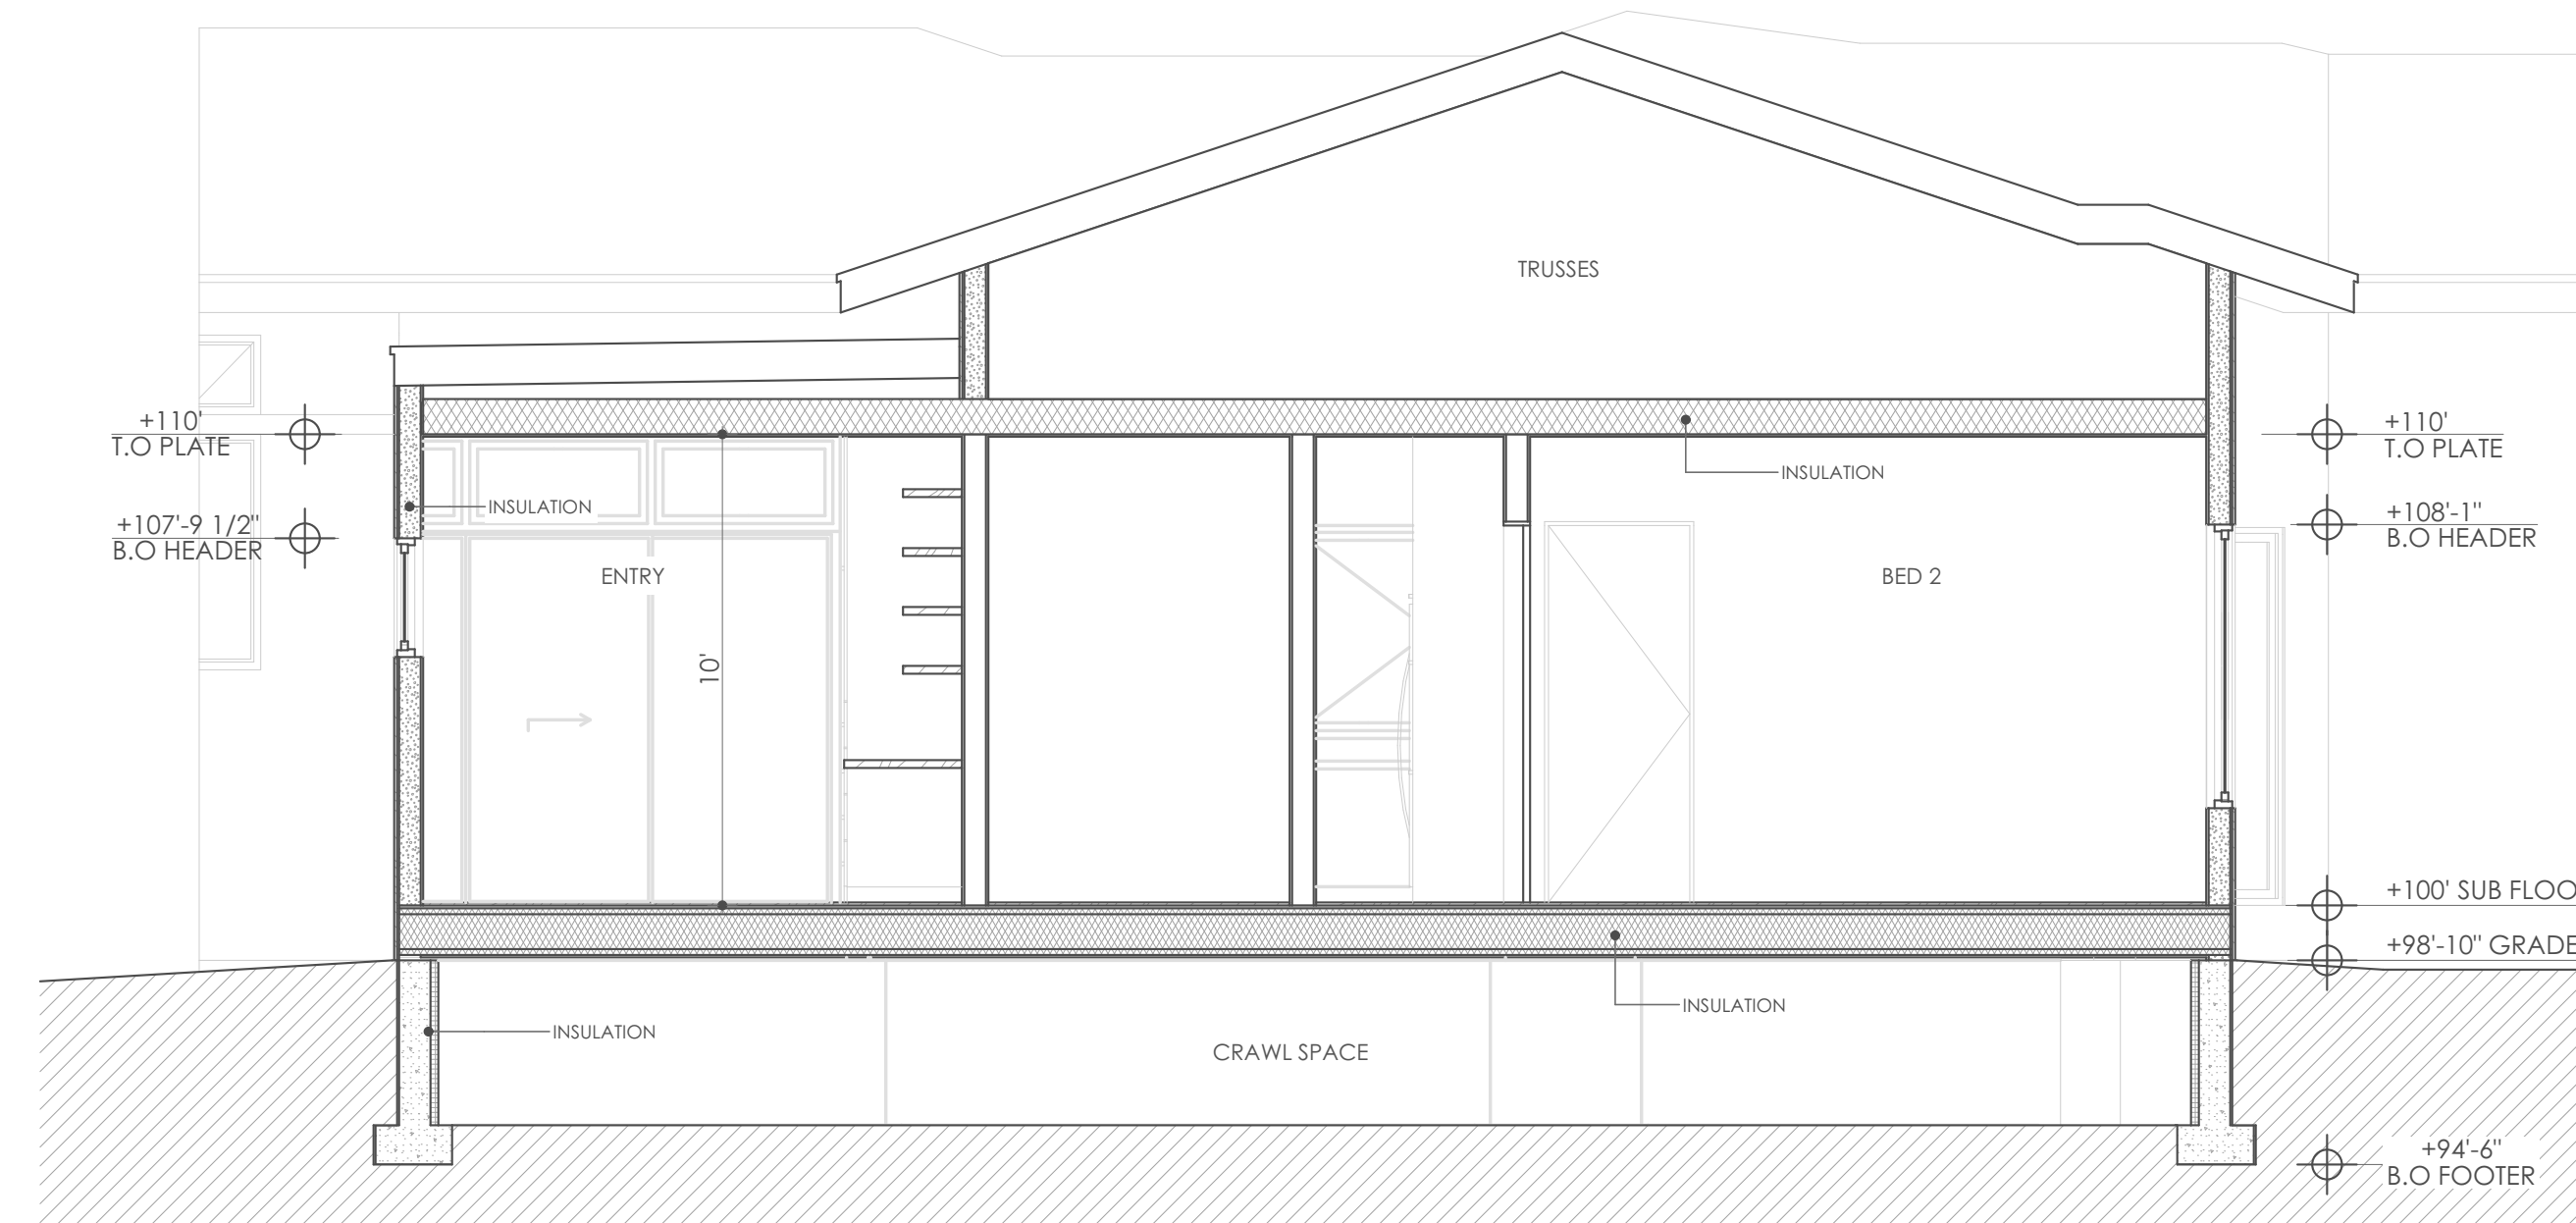 TRUSSES
+110'
T.O PLATE
+110'
T.O PLATE
INSULATION
INSULATION
+107'-9 1/2"
B.O HEADER
+108'-1"
B.O HEADER
ENTRY
BED 2
10'
+100' SUB FLOO
+98'-10" GRADE
INSULATION
INSULATION
CRAWL SPACE
+94'-6"
B.O FOOTER